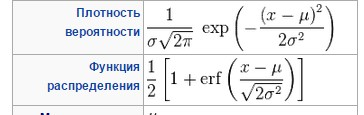 Плотность
вероятности
1/(σ√(2π)) exp(−(x − μ)²/(2σ²))
Функция
распределения
1/2 [1 + erf((x − μ)/√(2σ²))]